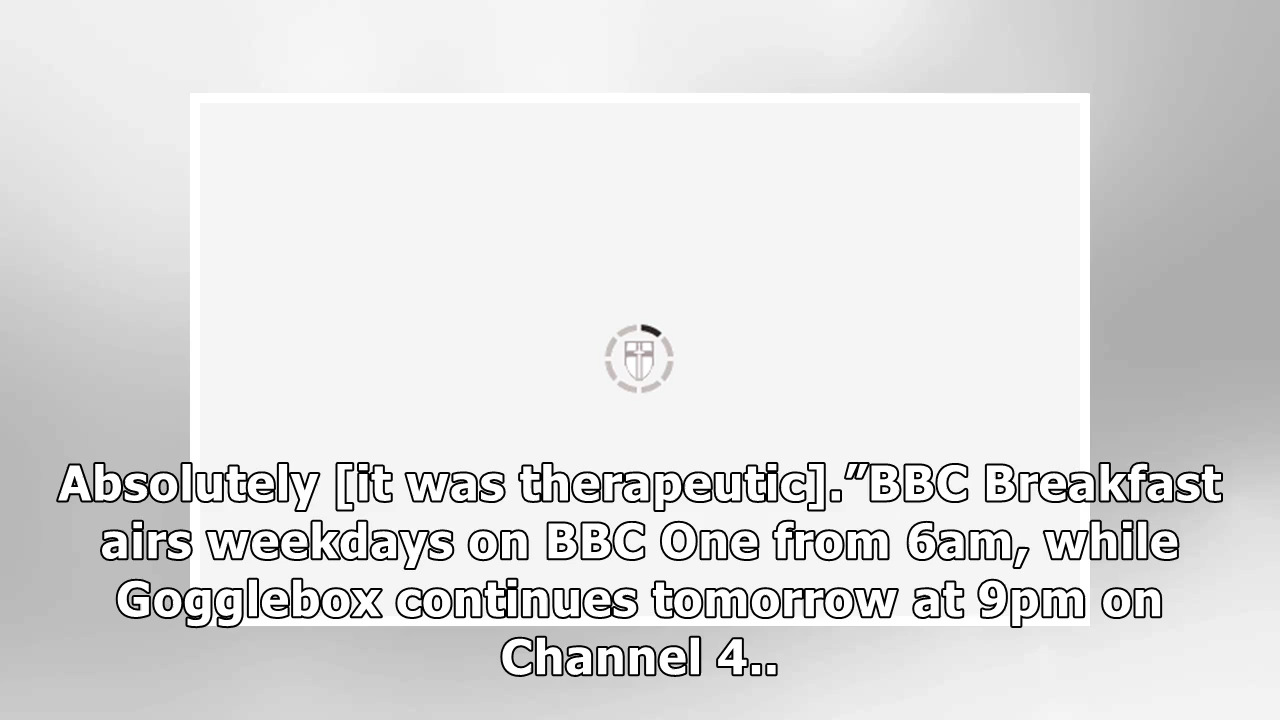 Absolutely [it was therapeutic].”BBC Breakfast
airs weekdays on BBC One from 6am, while
Gogglebox continues tomorrow at 9pm on
Channel 4..